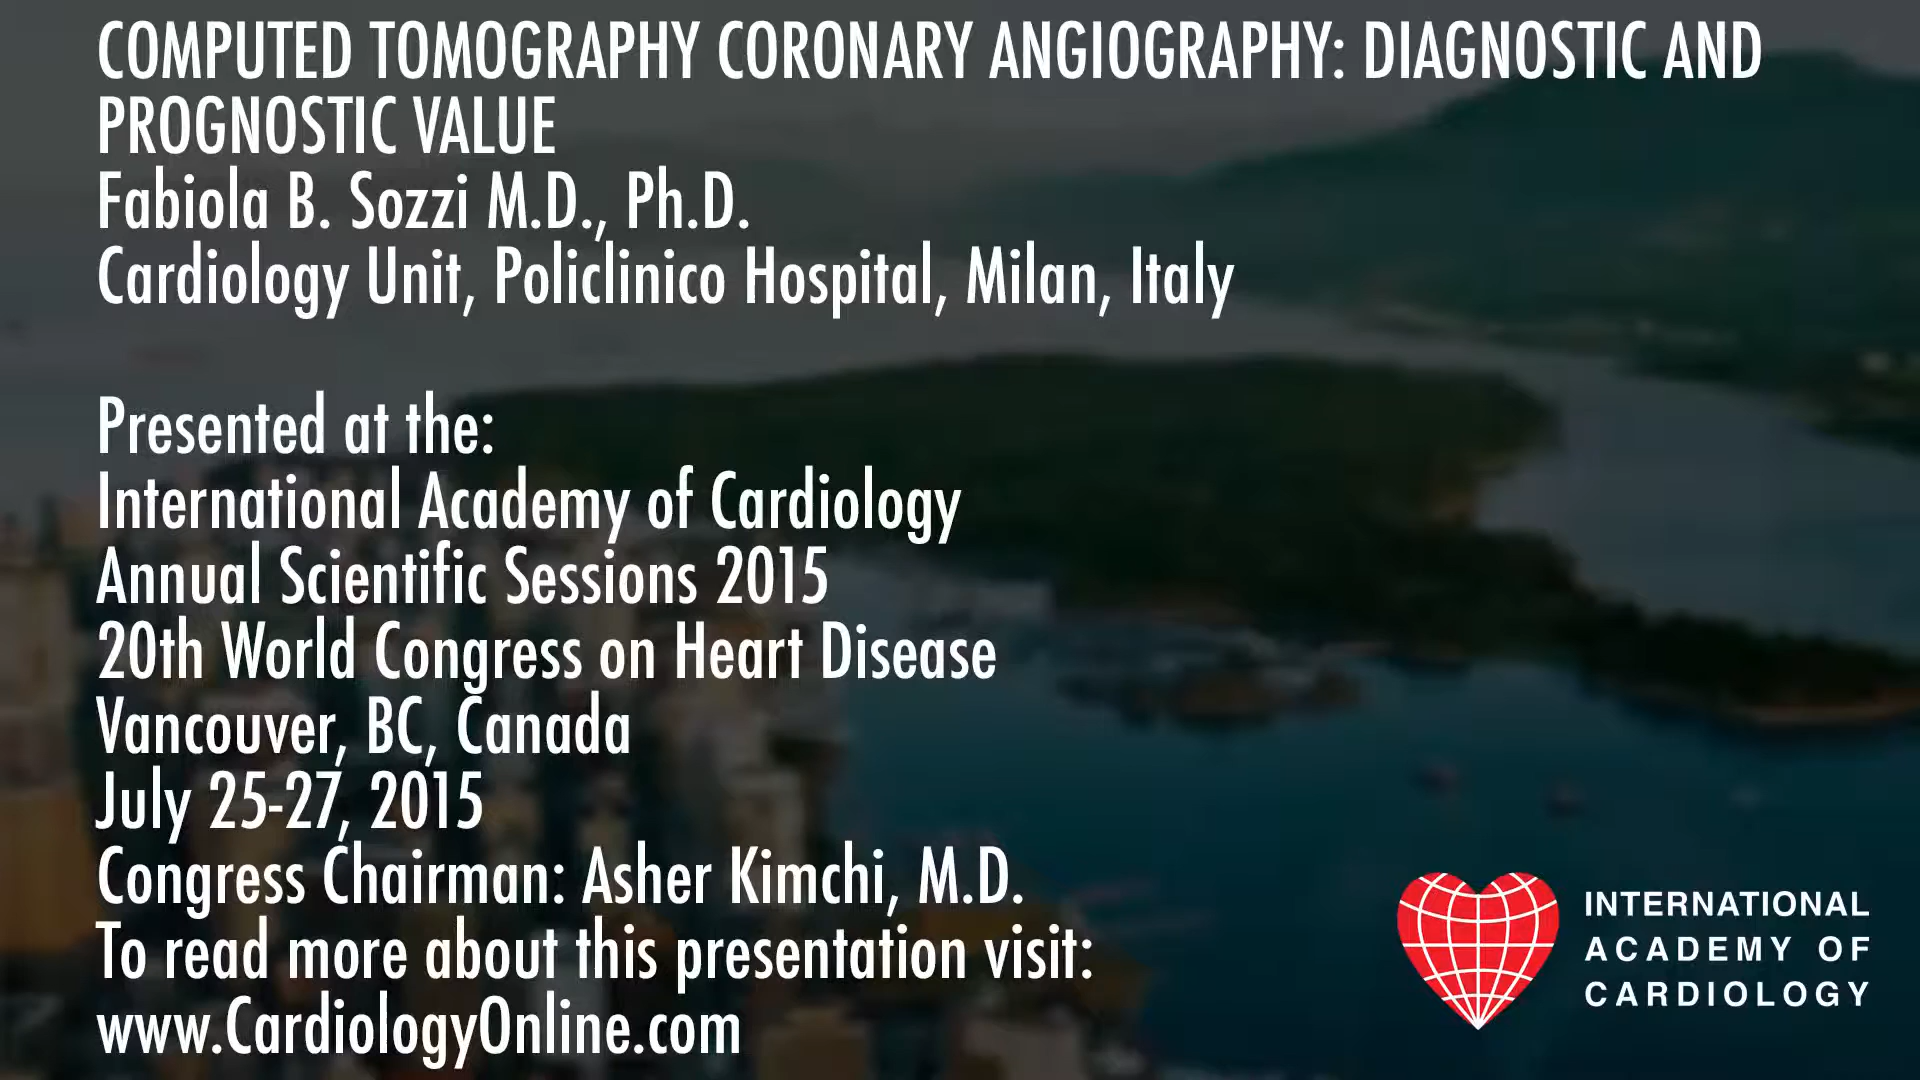 COMPUTED TOMOGRAPHY CORONARY ANGIOGRAPHY: DIAGNOSTIC AND
PROGNOSTIC VALUE
Fabiola B. Sozzi M.D., Ph.D.
Cardiology Unit, Policlinico Hospital, Milan, Italy
Presented at the:
International Academy of Cardiology
Annual Scientific Sessions 2015
20th World Congress on Heart Disease
Vancouver, BC, Canada
July 25-27, 2015
Congress Chairman: Asher Kimchi, M.D.
To read more about this presentation visit:
www.CardiologyOnline.com
INTERNATIONAL
ACADEMY OF
CARDIOLOGY